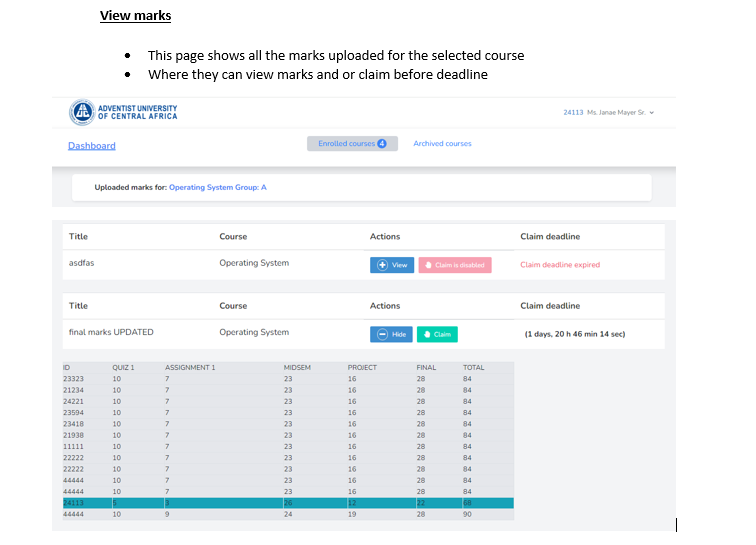 View marks
• This page shows all the marks uploaded for the selected course
• Where they can view marks and or claim before deadline
ADVENTIST UNIVERSITY
OF CENTRAL AFRICA
24113 Ms. Janae Mayer Sr.
Dashboard Enrolled courses 4 Archived courses
Uploaded marks for: Operating System Group: A
Title Course Actions Claim deadline
asdfas Operating System View Claim is disabled Claim deadline expired
Title Course Actions Claim deadline
final marks UPDATED Operating System Hide Claim (1 days, 20 h 46 min 14 sec)
ID QUIZ 1 ASSIGNMENT 1 MIDSEM PROJECT FINAL TOTAL
23323 10 7 23 16 28 84
21234 10 7 23 16 28 84
24221 10 7 23 16 28 84
23594 10 7 23 16 28 84
23418 10 7 23 16 28 84
21938 10 7 23 16 28 84
11111 10 7 23 16 28 84
22222 10 7 23 16 28 84
22222 10 7 23 16 28 84
44444 10 7 23 16 28 84
44444 10 7 23 16 28 84
24113 26 12 22 68
44444 10 9 24 19 28 90